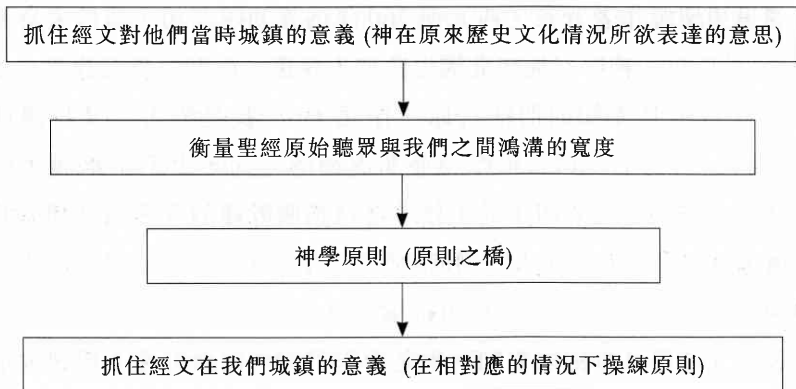 抓住經文對他們當時城鎮的意義 (神在原來歷史文化情況所欲表達的意思)
衡量聖經原始聽眾與我們之間鴻溝的寬度
神學原則 (原則之橋)
抓住經文在我們城鎮的意義 (在相對應的情況下操練原則)